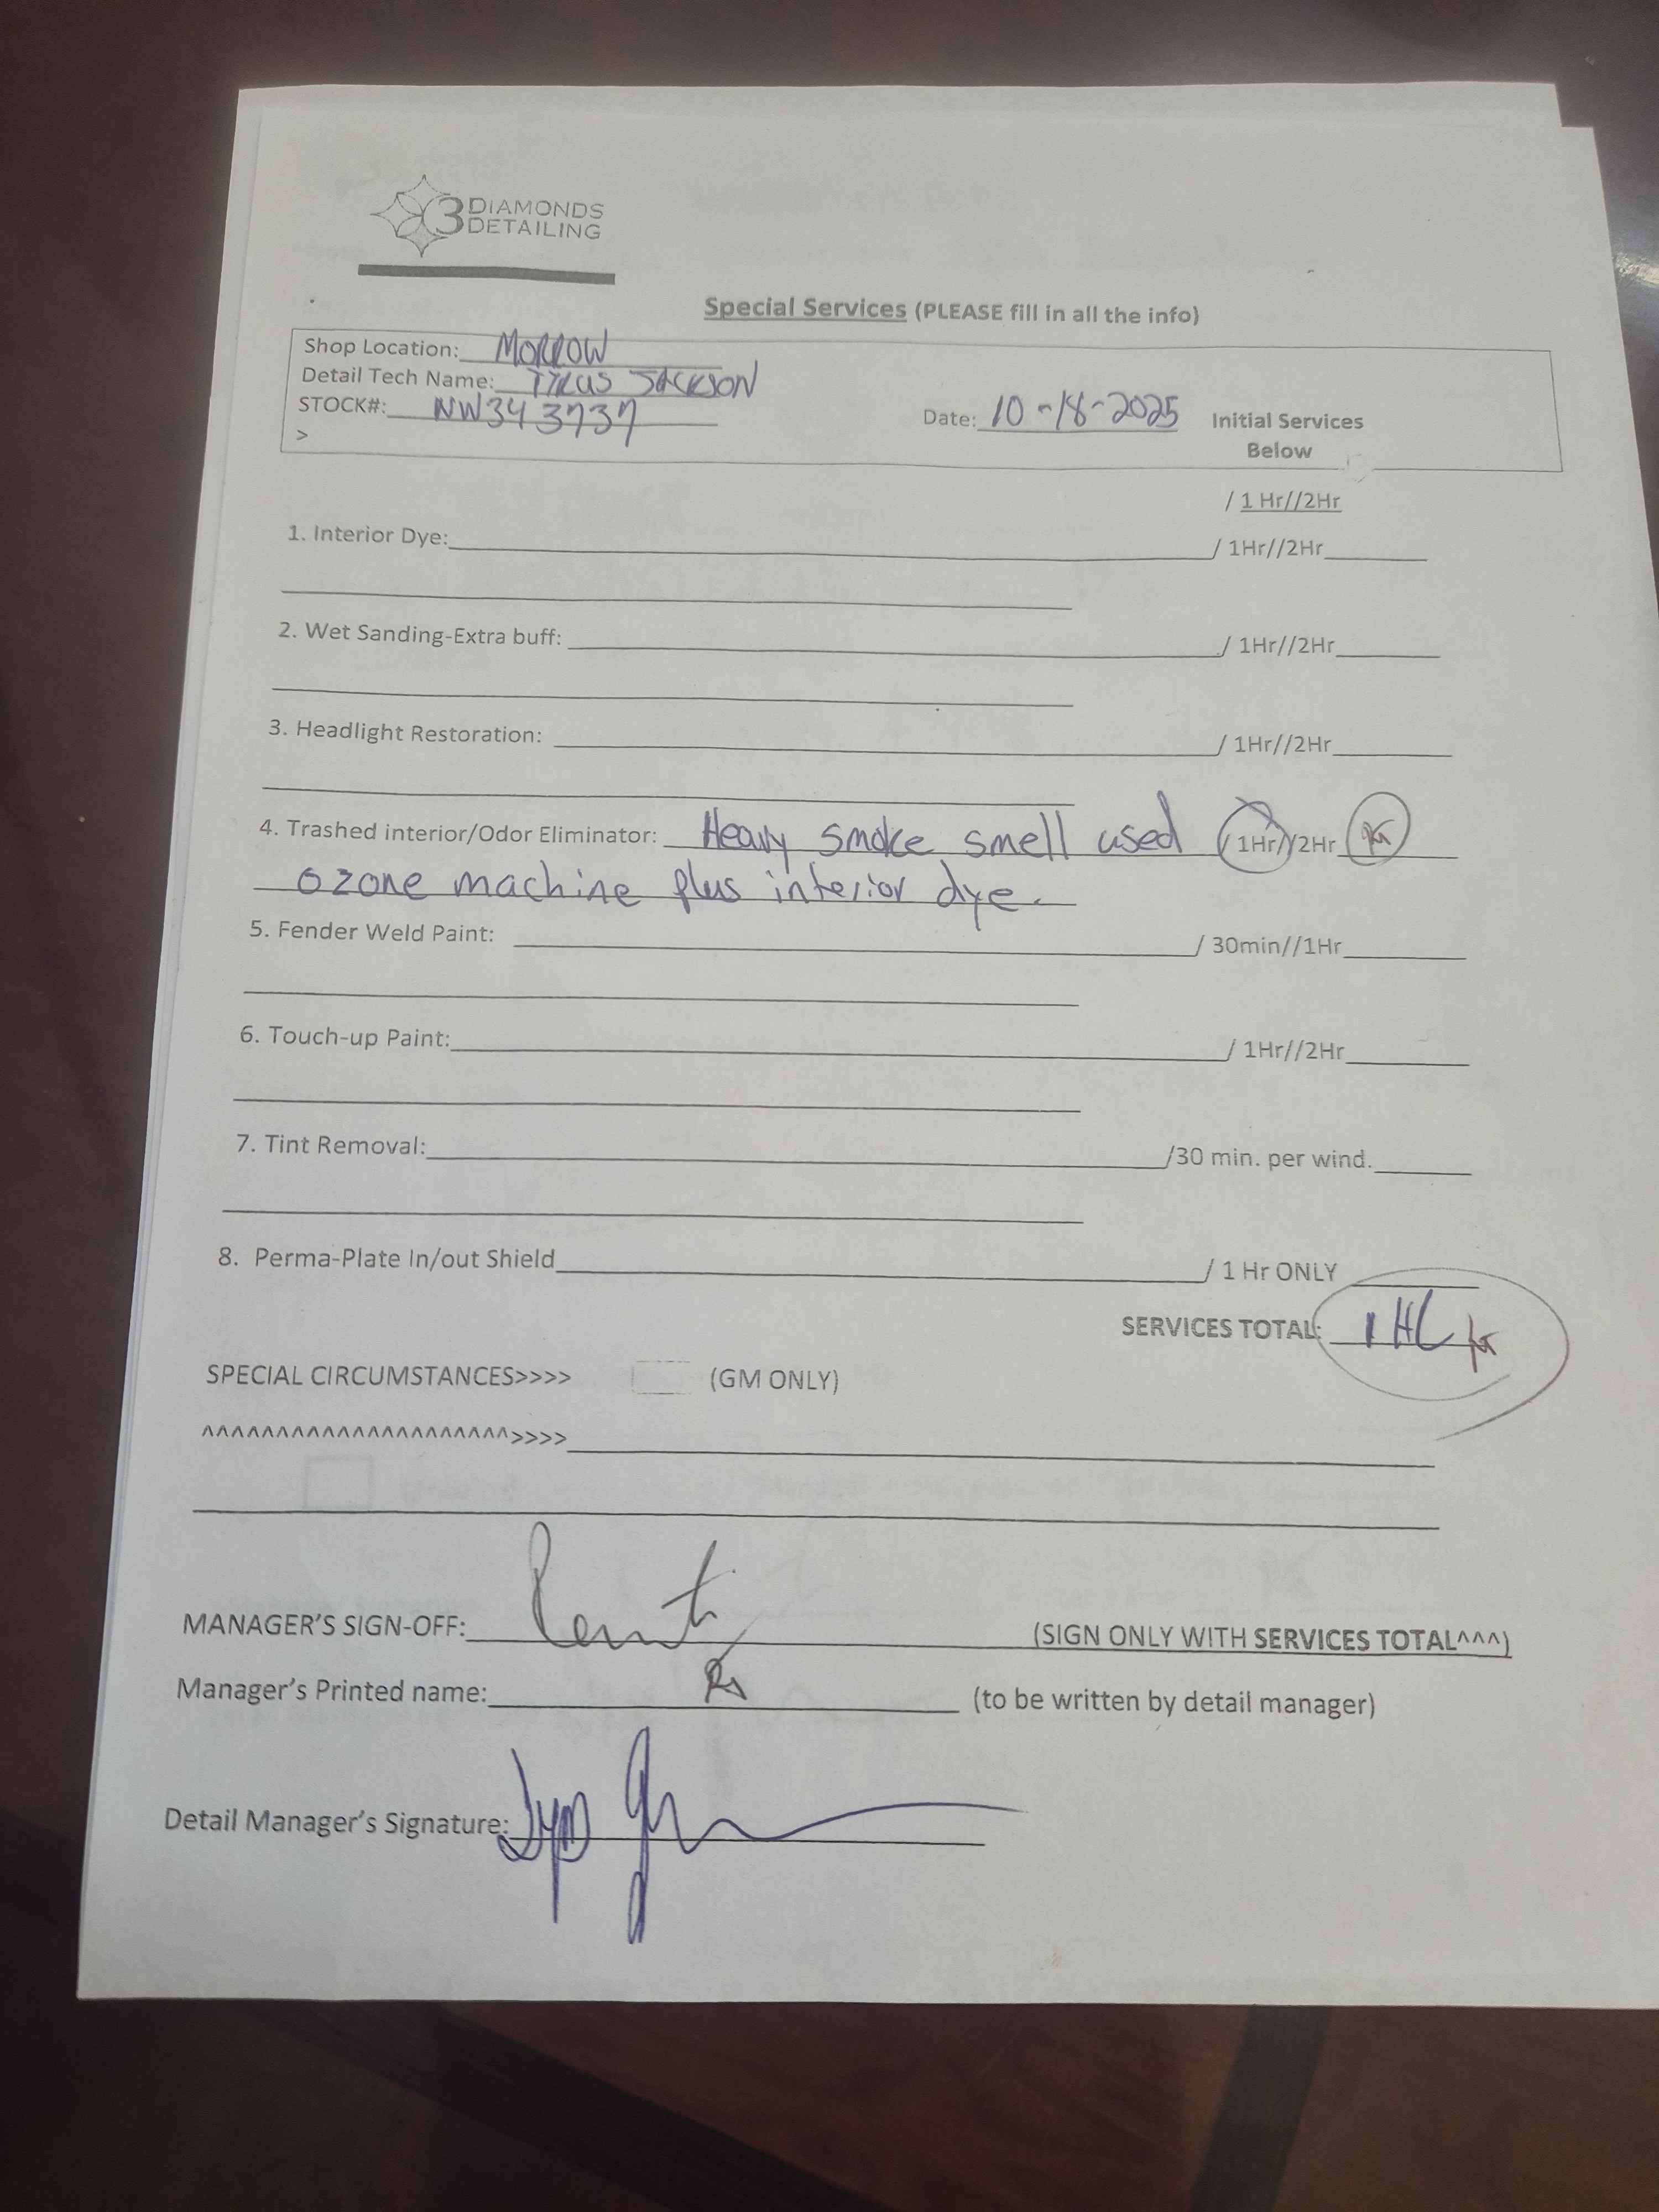 3 DIAMONDS
DETAILING
Special Services (PLEASE fill in all the info)
Shop Location: MORROW
Detail Tech Name: TYRUS JACKSON
STOCK#: NW343737
Date: 10-18-2025 Initial Services
Below
>
/ 1 Hr//2Hr
1. Interior Dye: / 1Hr//2Hr
2. Wet Sanding-Extra buff: / 1Hr//2Hr
3. Headlight Restoration: / 1Hr//2Hr
4. Trashed interior/Odor Eliminator: Heavy smoke smell used / 1Hr//2Hr
ozone machine plus interior dye.
5. Fender Weld Paint: / 30min//1Hr
6. Touch-up Paint: / 1Hr//2Hr
7. Tint Removal: /30 min. per wind.
8. Perma-Plate In/out Shield / 1 Hr ONLY
SERVICES TOTAL: 1
SPECIAL CIRCUMSTANCES>>>> (GM ONLY)
^^^^^^^^^^^^^^^^^^^^^>>>>
MANAGER'S SIGN-OFF: (SIGN ONLY WITH SERVICES TOTAL^^^)
Manager's Printed name: (to be written by detail manager)
Detail Manager's Signature: